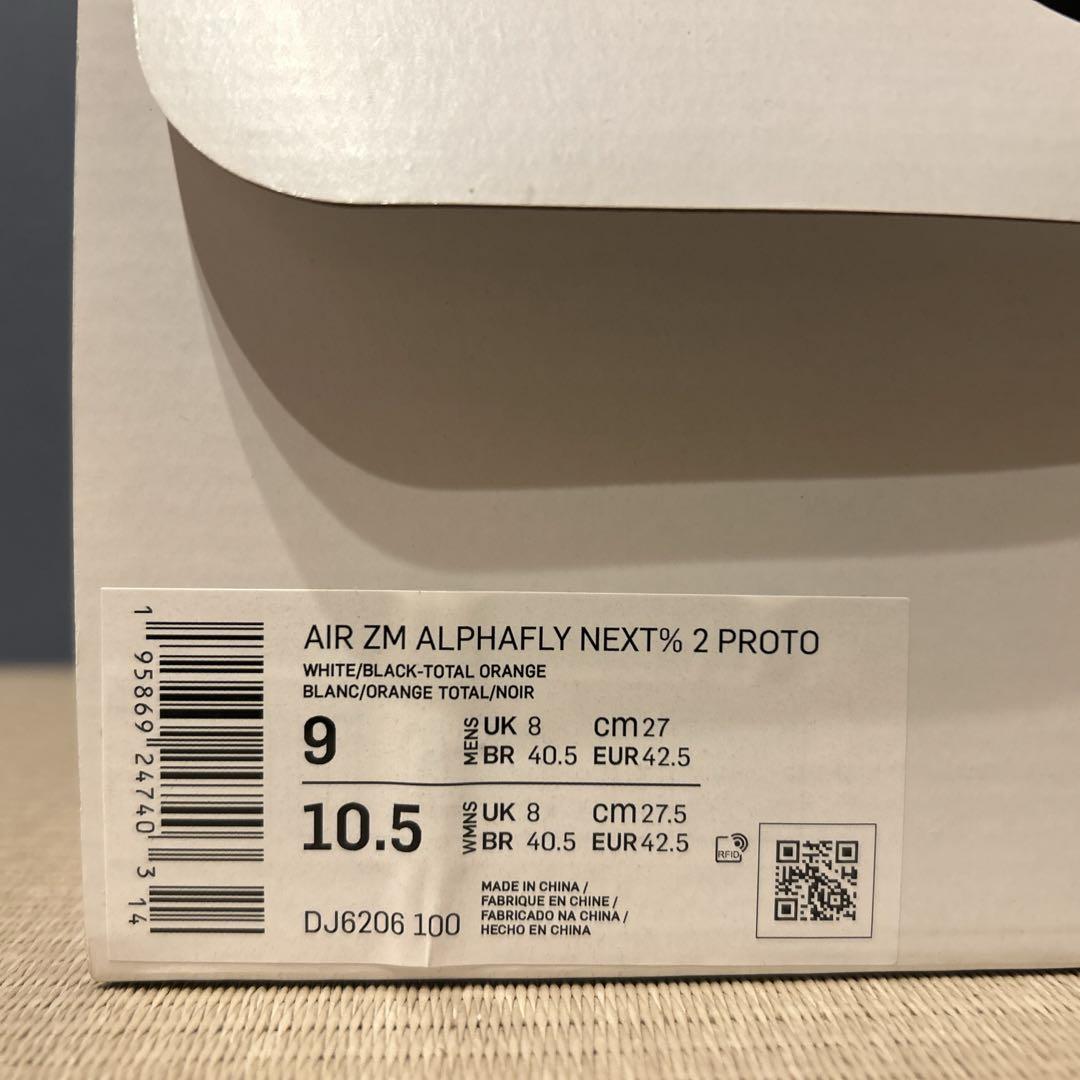 AIR ZM ALPHAFLY NEXT% 2 PROTO
WHITE/BLACK-TOTAL ORANGE
BLANC/ORANGE TOTAL/NOIR
9
MENS
UK 8 cm 27
BR 40.5 EUR 42.5
10.5
WMNS
UK 8 cm 27.5
BR 40.5 EUR 42.5
RFID
MADE IN CHINA /
FABRIQUE EN CHINE /
FABRICADO NA CHINA /
HECHO EN CHINA
DJ6206 100
1 95869 24740 3 14